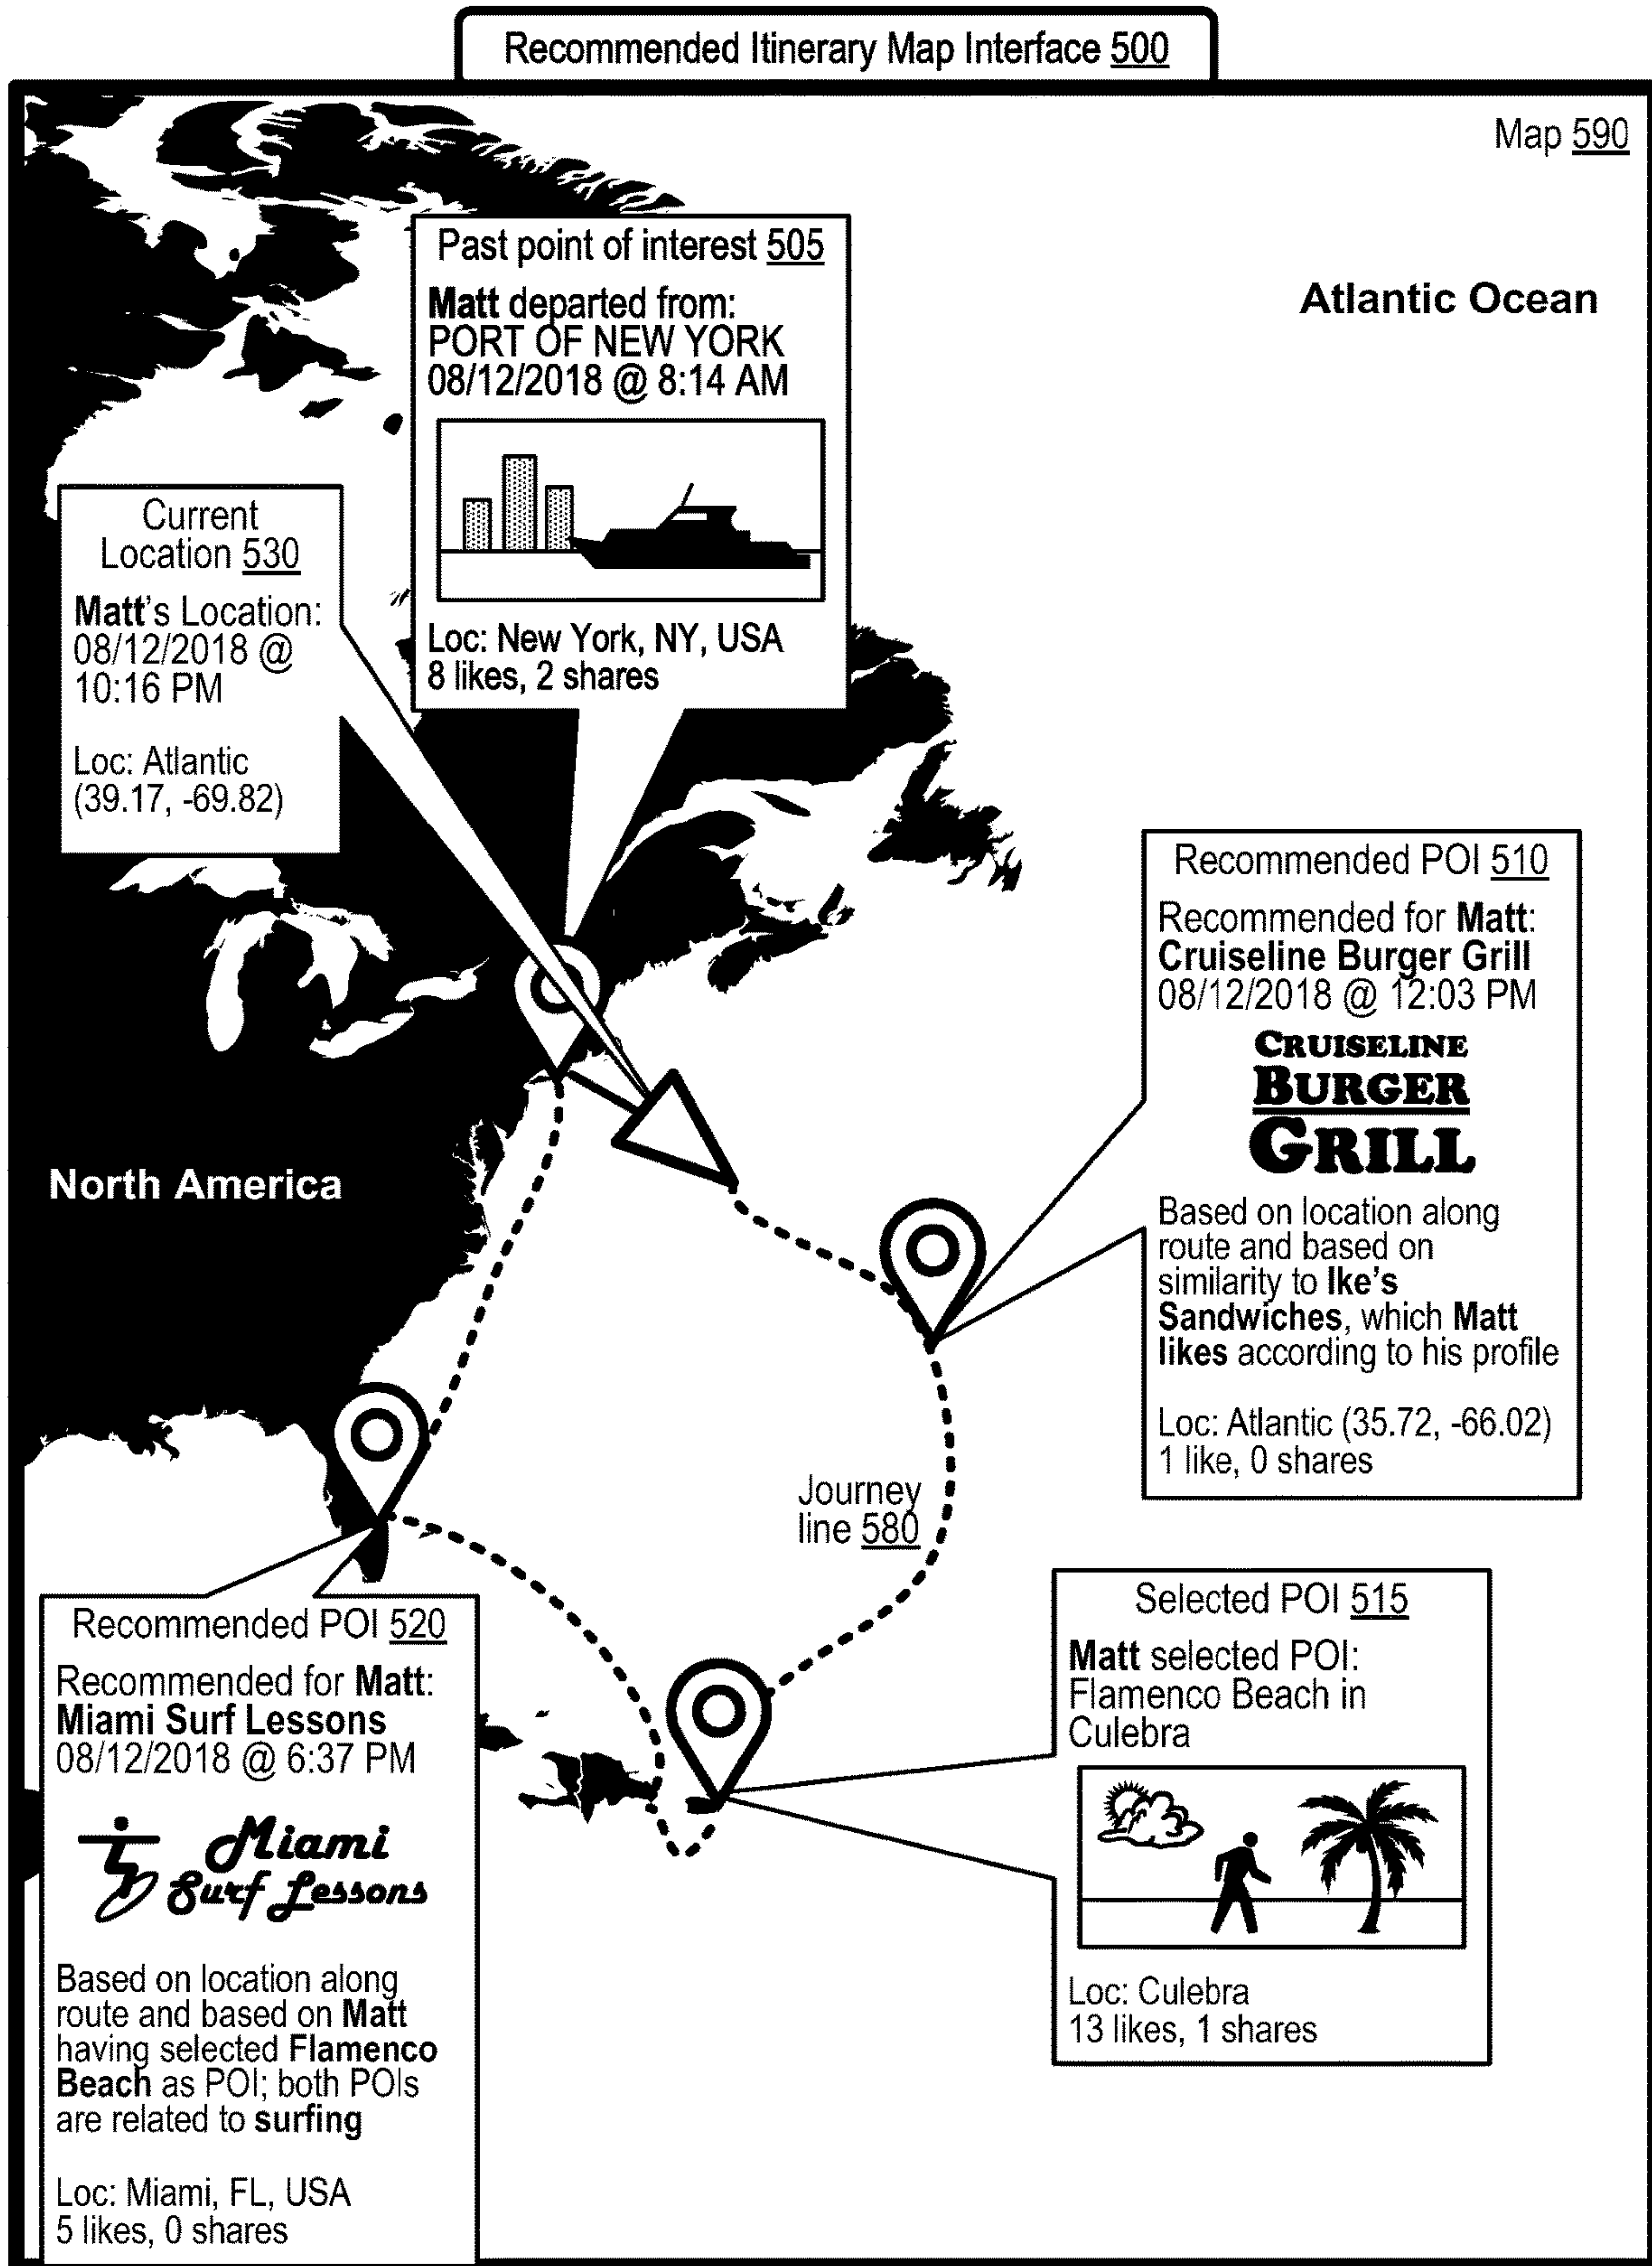 Recommended Itinerary Map Interface 500
Map 590
Atlantic Ocean
Past point of interest 505
Matt departed from:
PORT OF NEW YORK
08/12/2018 @ 8:14 AM
Loc: New York, NY, USA
8 likes, 2 shares
Current
Location 530
Matt's Location:
08/12/2018 @
10:16 PM
Loc: Atlantic
(39.17, -69.82)
Recommended POI 510
Recommended for Matt:
Cruiseline Burger Grill
08/12/2018 @ 12:03 PM
CRUISELINE
BURGER
GRILL
Based on location along
route and based on
similarity to Ike's
Sandwiches, which Matt
likes according to his profile
Loc: Atlantic (35.72, -66.02)
1 like, 0 shares
North America
Journey
line 580
Selected POI 515
Matt selected POI:
Flamenco Beach in
Culebra
Loc: Culebra
13 likes, 1 shares
Recommended POI 520
Recommended for Matt:
Miami Surf Lessons
08/12/2018 @ 6:37 PM
Miami
Surf Lessons
Based on location along
route and based on Matt
having selected Flamenco
Beach as POI; both POIs
are related to surfing
Loc: Miami, FL, USA
5 likes, 0 shares